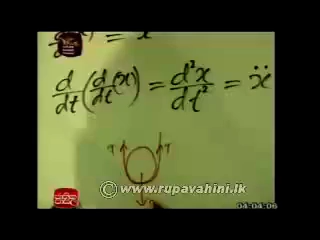 = ẋ
d/dt (d/dt (x)) = d²x/dt² = ẍ
T T
© www.rupavahini.lk
04-04-06